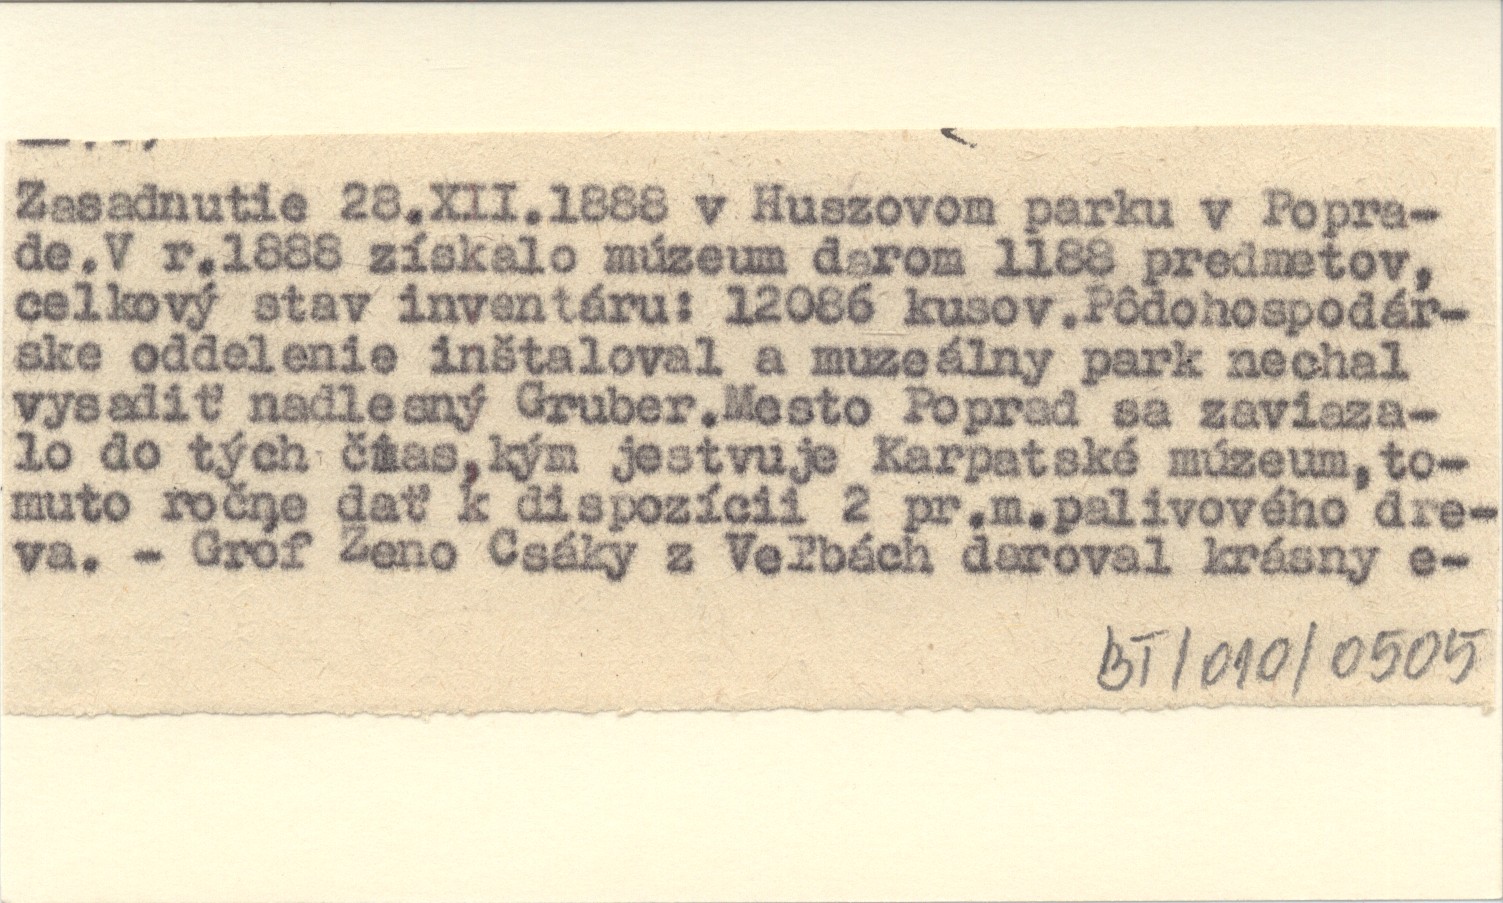 Zasadnutie 28.XII.1888 v Huszovom parku v Popra-
de.V r.1888 získalo múzeum darom 1188 predmetov,
celkový stav inventáru: 12086 kusov.Pôdohospodár-
ske oddelenie inštaloval a muzeálny park nechal
vysadiť nadlesný Gruber.Mesto Poprad sa zaviaza-
lo do tých čias,kým jestvuje Karpatské múzeum,to-
muto ročne dať k dispozícii 2 pr.m.palivového dre-
va. - Gróf Zeno Csáky z Veľbách daroval krásny e-
BT/010/0505